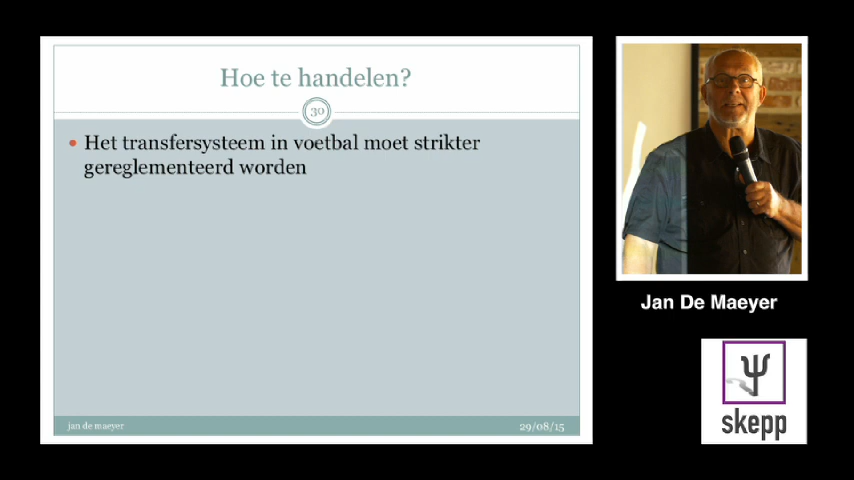 Hoe te handelen?
30
Het transfersysteem in voetbal moet strikter
gereglementeerd worden
jan de maeyer
29/08/15
Jan De Maeyer
skepp